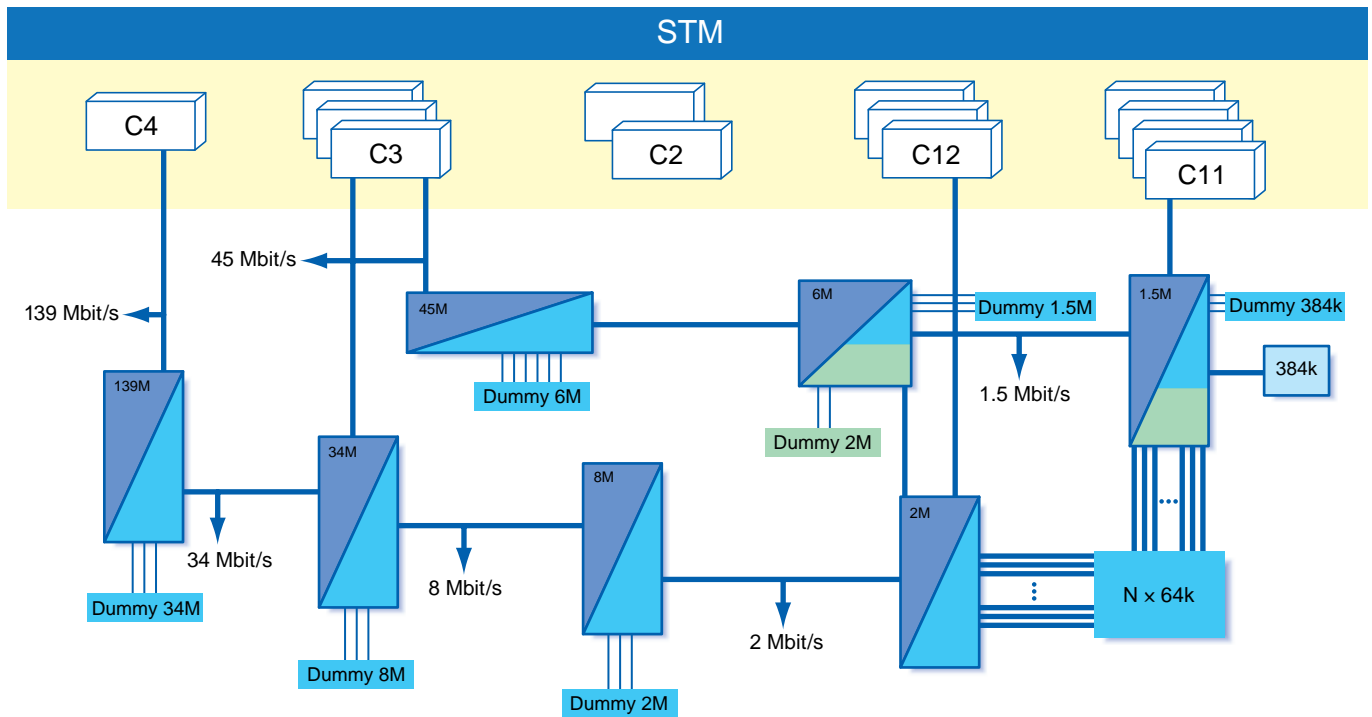 STM
C4
C3
C2
C12
C11
45 Mbit/s
139 Mbit/s
45M
6M
Dummy 1.5M
1.5M
Dummy 384k
384k
1.5 Mbit/s
139M
Dummy 6M
Dummy 2M
34M
8M
2M
34 Mbit/s
8 Mbit/s
2 Mbit/s
N × 64k
Dummy 34M
Dummy 8M
Dummy 2M